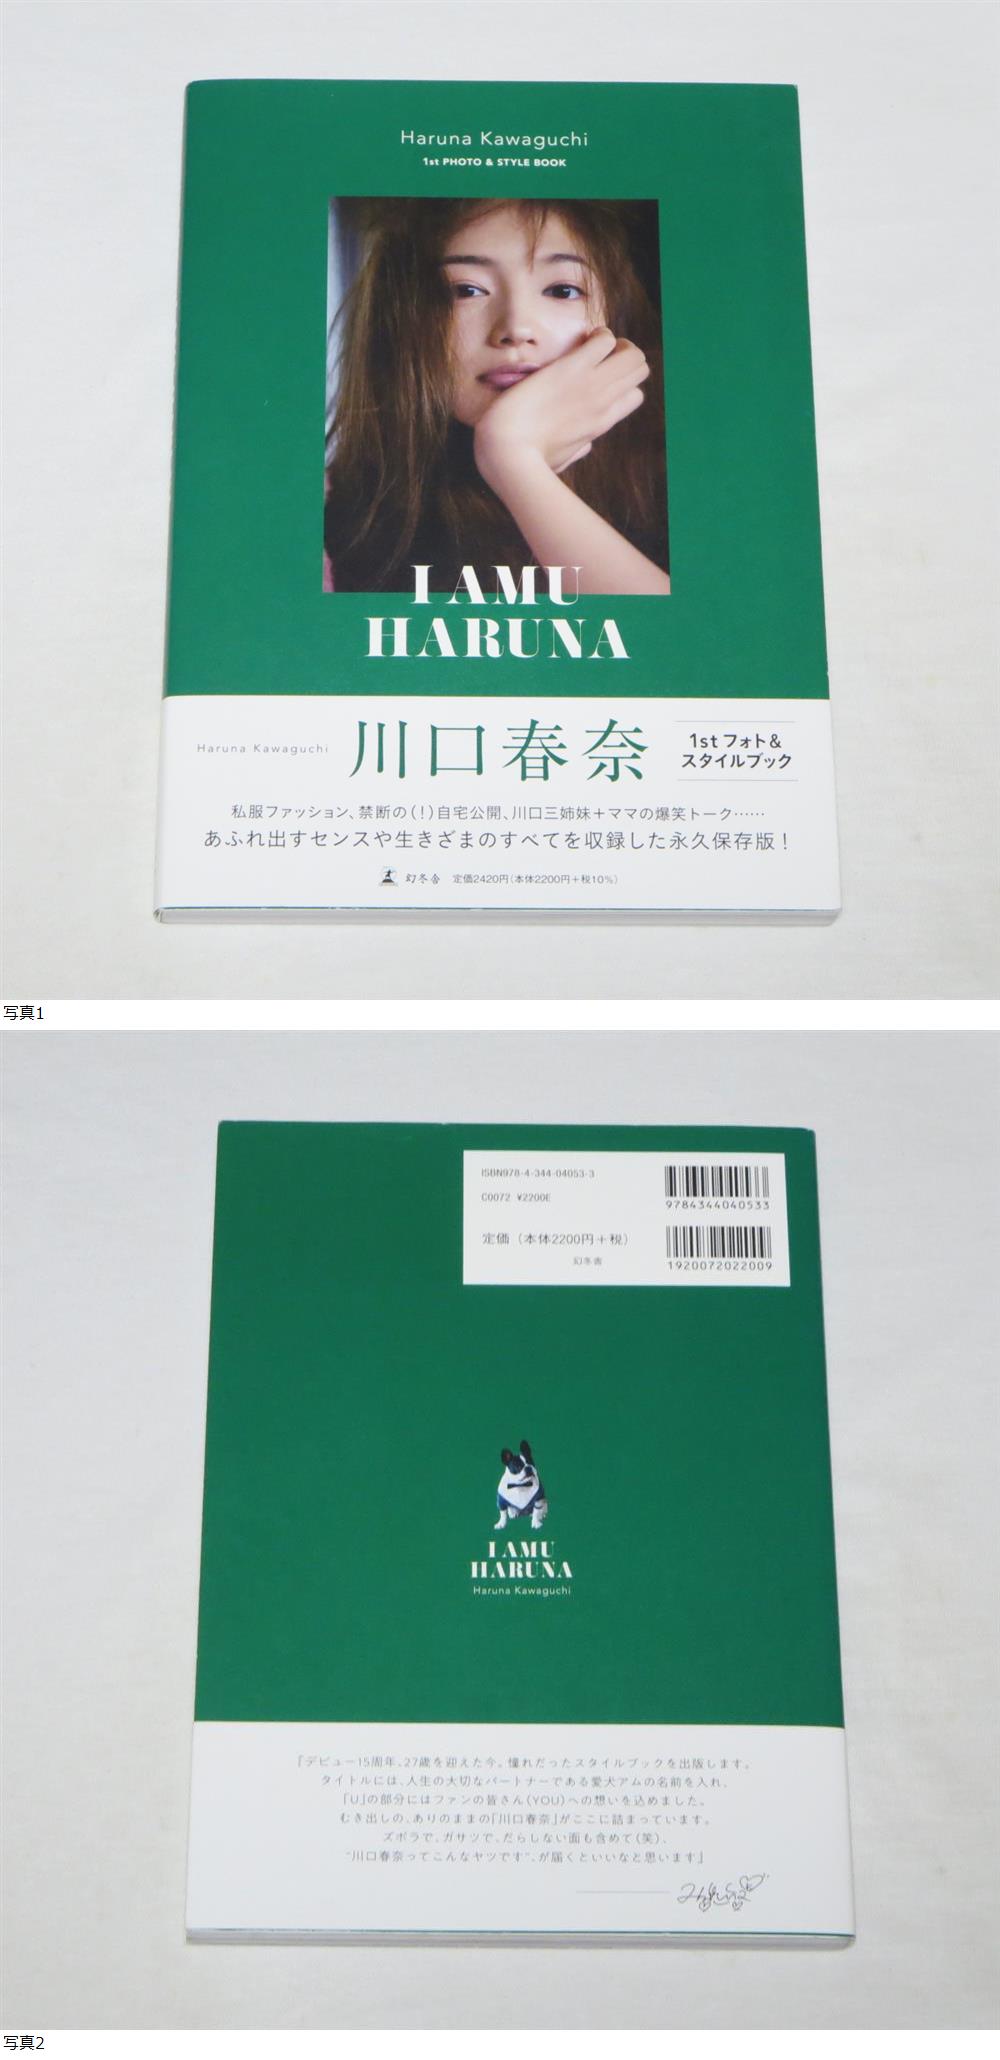 Haruna Kawaguchi
1st PHOTO & STYLE BOOK
I AMU
HARUNA
Haruna Kawaguchi
川口春奈
1st フォト&
スタイルブック
私服ファッション、禁断の(!)自宅公開、川口三姉妹+ママの爆笑トーク……
あふれ出すセンスや生きざまのすべてを収録した永久保存版!
幻冬舎 定価2420円(本体2200円+税10%)
写真1
ISBN978-4-344-04053-3
C0072 ¥2200E
定価(本体2200円+税)
幻冬舎
9784344040533
1920072022009
I AMU
HARUNA
Haruna Kawaguchi
『デビュー15周年、27歳を迎えた今。憧れだったスタイルブックを出版します。
タイトルには、人生の大切なパートナーである愛犬アムの名前を入れ、
「U」の部分にはファンの皆さん(YOU)への想いを込めました。
むき出しの、ありのままの「川口春奈」がここに詰まっています。
ズボラで、ガサツで、だらしない面も含めて(笑)、
"川口春奈ってこんなヤツです"、が届くといいなと思います』
写真2